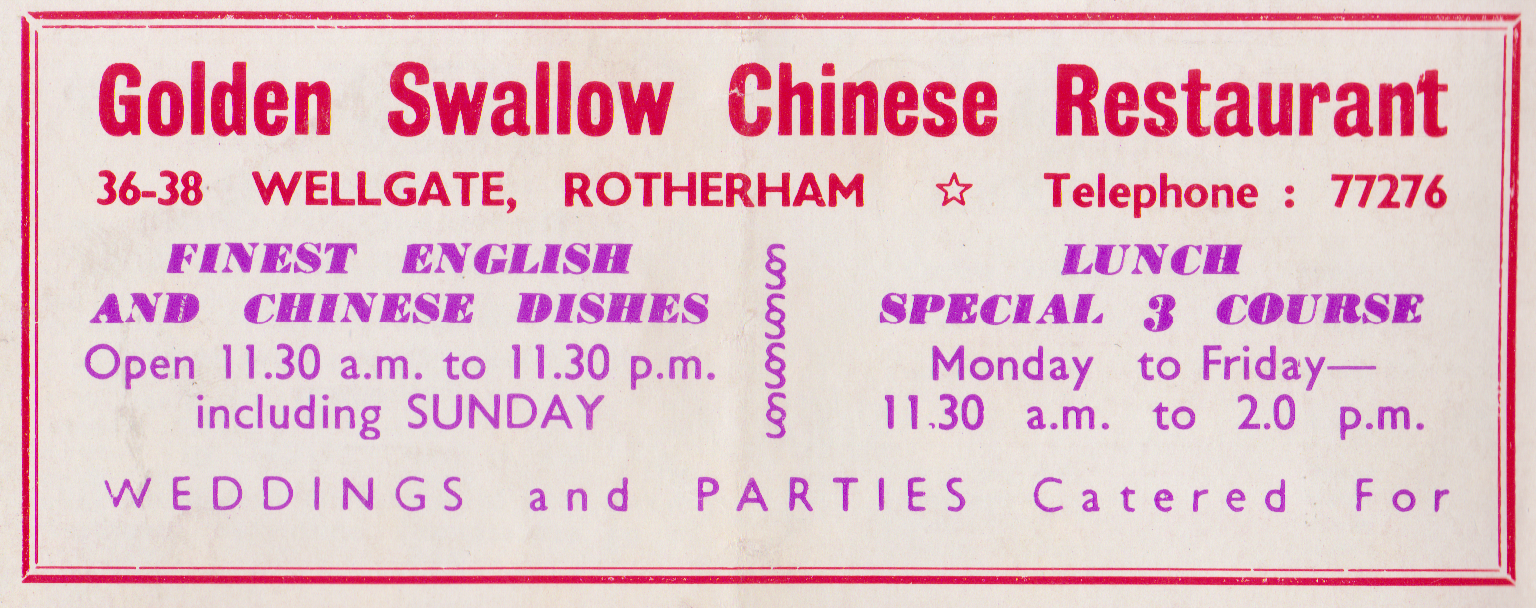 Golden Swallow Chinese Restaurant
36-38 WELLGATE, ROTHERHAM ☆ Telephone : 77276
FINEST ENGLISH
AND CHINESE DISHES
Open 11.30 a.m. to 11.30 p.m.
including SUNDAY
§
§
§
§
LUNCH
SPECIAL 3 COURSE
Monday to Friday—
11.30 a.m. to 2.0 p.m.
WEDDINGS and PARTIES Catered For